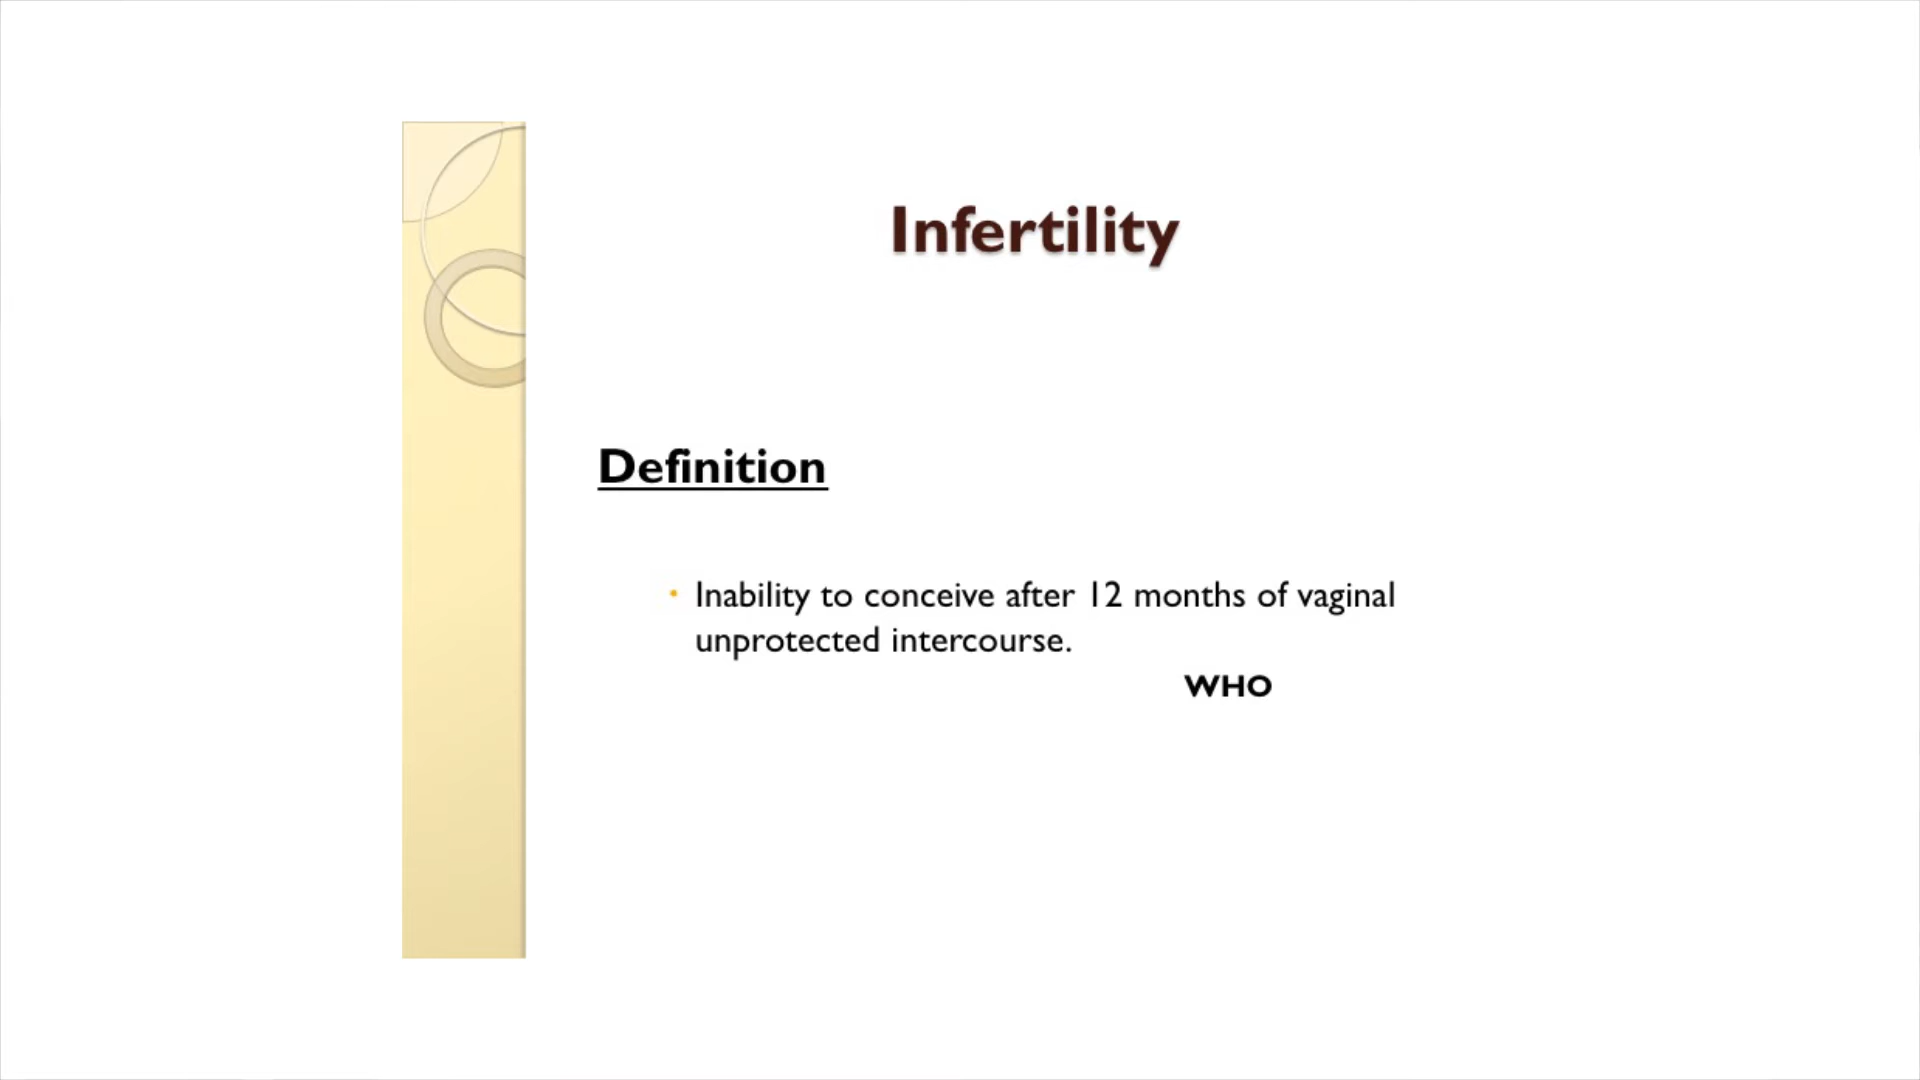 Infertility
Definition
• Inability to conceive after 12 months of vaginal
unprotected intercourse.
WHO